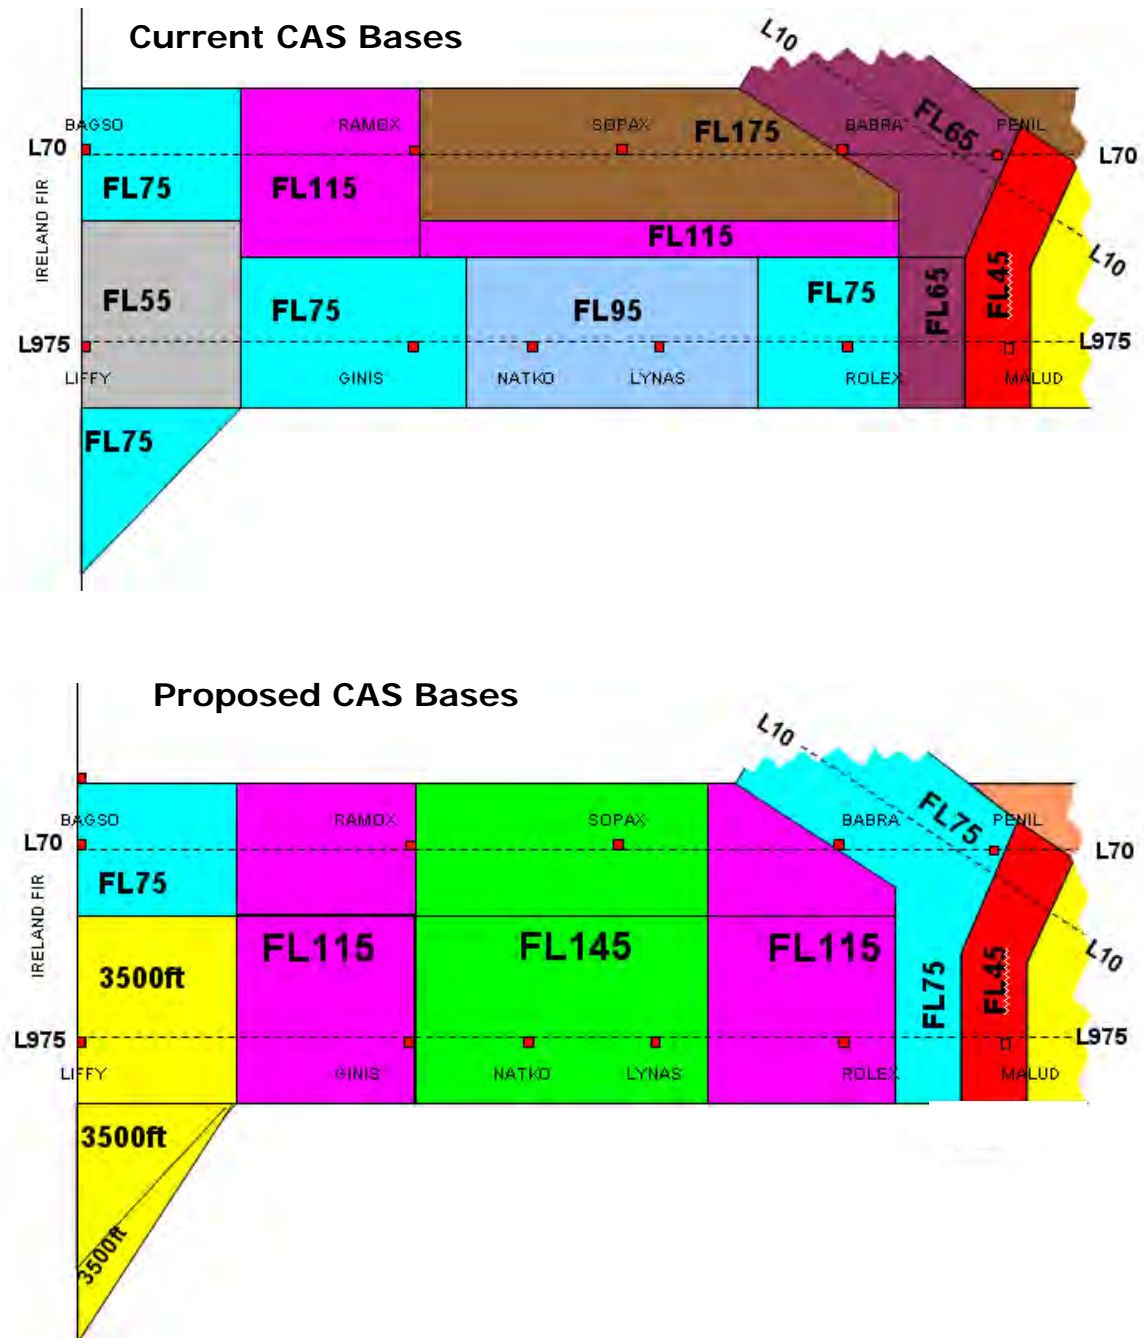 Current CAS Bases
L10
BAGSO
RAMOX
SOPAX
FL175
BABRA
FL65
PENIL
L70
L70
IRELAND FIR
FL75
FL115
FL115
L10
FL55
FL75
FL95
FL75
FL65
FL45
L975
L975
LIFFY
GINIS
NATKO
LYNAS
ROLEX
MALUD
FL75
Proposed CAS Bases
L10
BAGSO
RAMOX
SOPAX
BABRA
FL75
PENIL
L70
L70
IRELAND FIR
FL75
FL115
FL145
FL115
L10
3500ft
FL75
FL45
L975
L975
LIFFY
GINIS
NATKO
LYNAS
ROLEX
MALUD
3500ft
3500ft